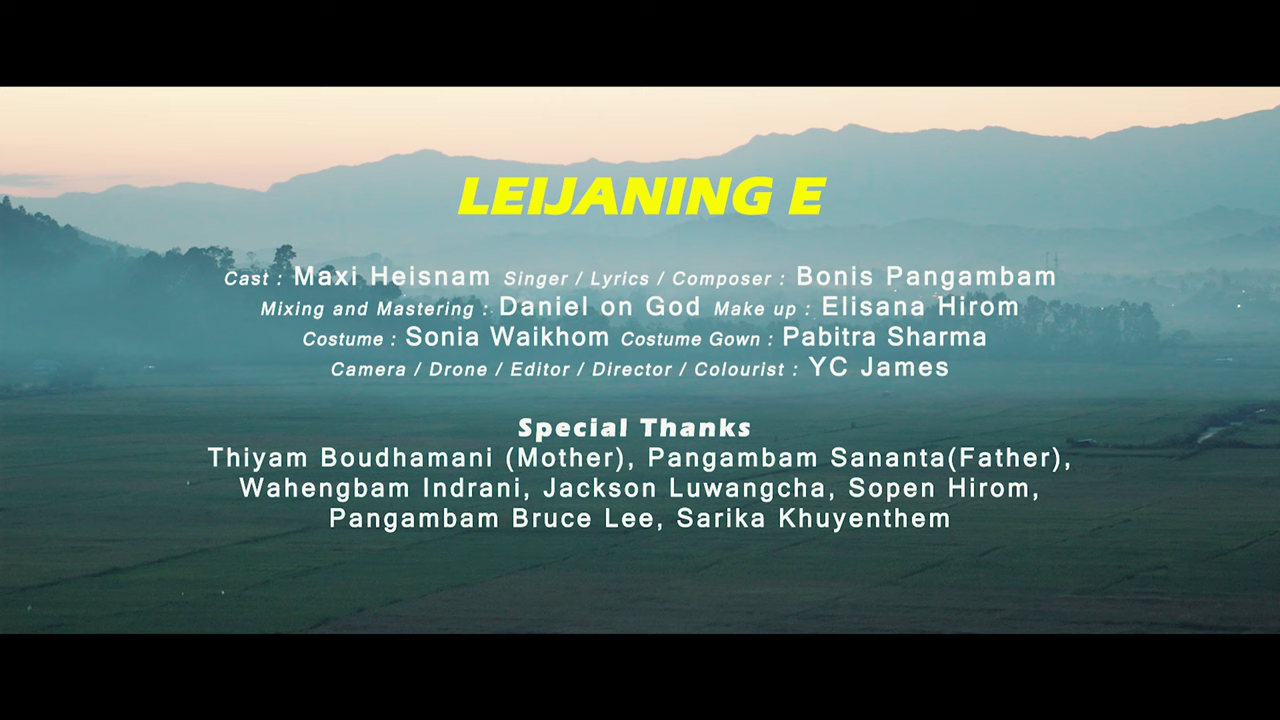 LEIJANING E
Cast : Maxi Heisnam Singer / Lyrics / Composer : Bonis Pangambam
Mixing and Mastering : Daniel on God Make up : Elisana Hirom
Costume : Sonia Waikhom Costume Gown : Pabitra Sharma
Camera / Drone / Editor / Director / Colourist : YC James
Special Thanks
Thiyam Boudhamani (Mother), Pangambam Sananta(Father),
Wahengbam Indrani, Jackson Luwangcha, Sopen Hirom,
Pangambam Bruce Lee, Sarika Khuyenthem